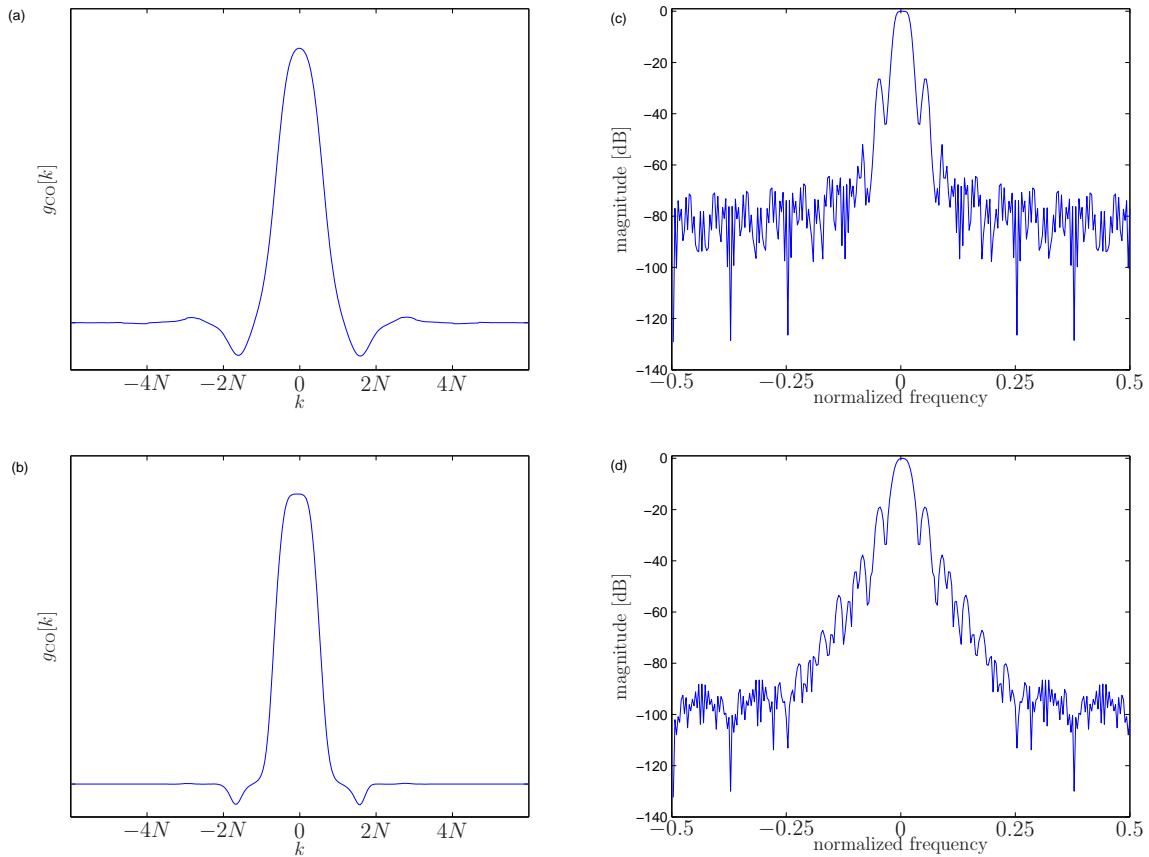 (a)
g_CO[k]
−4N −2N 0 2N 4N
k
(c)
magnitude [dB]
0
−20
−40
−60
−80
−100
−120
−140
−0.5 −0.25 0 0.25 0.5
normalized frequency
(b)
g_CO[k]
−4N −2N 0 2N 4N
k
(d)
magnitude [dB]
0
−20
−40
−60
−80
−100
−120
−140
−0.5 −0.25 0 0.25 0.5
normalized frequency